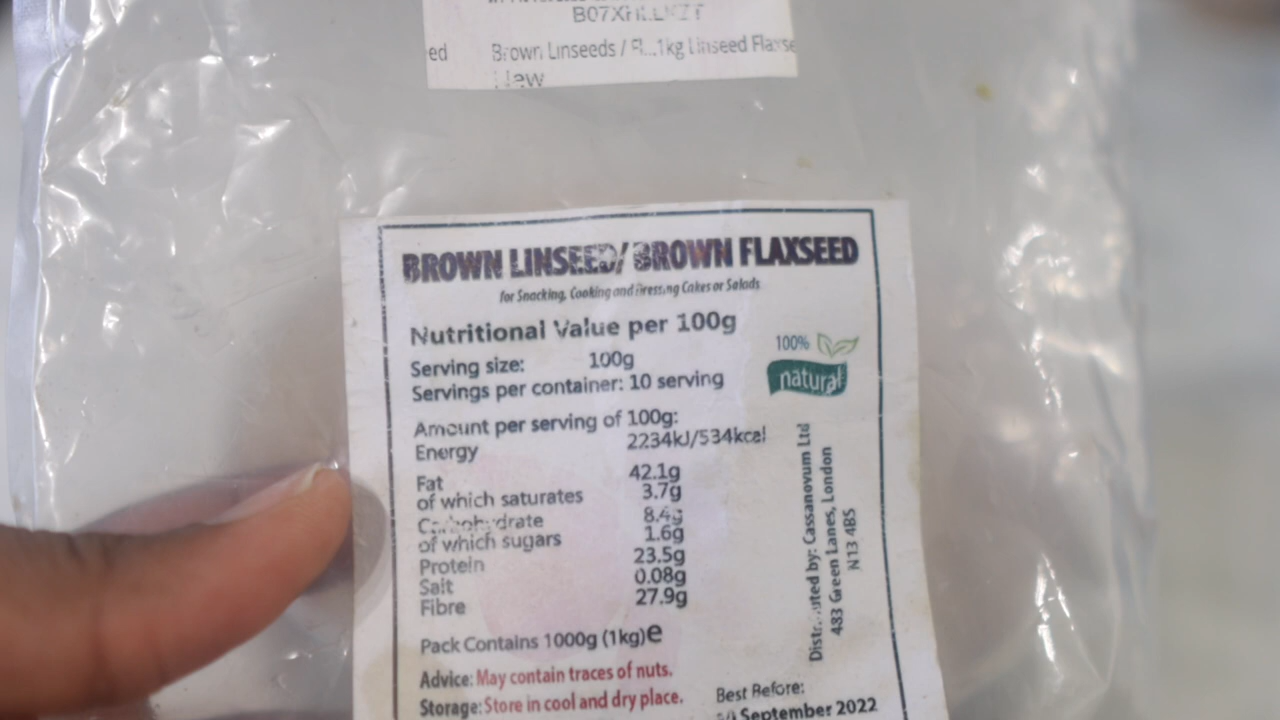 ed Brown Linseeds / Fl...1kg Linseed Flaxse
BROWN LINSEED/ BROWN FLAXSEED
for Snacking, Cooking and Dressing Cakes or Salads
Nutritional Value per 100g
Serving size: 100g
Servings per container: 10 serving
100%
natural
Amount per serving of 100g:
Energy 2234kJ/534kcal
Fat 42.1g
of which saturates 3.7g
Carbohydrate 8.4g
of which sugars 1.6g
Protein 23.5g
Salt 0.08g
Fibre 27.9g
Pack Contains 1000g (1kg)e
Advice: May contain traces of nuts.
Storage: Store in cool and dry place.
Distributed by: Cassanovum Ltd
483 Green Lanes, London
N13 4BS
Best Before:
September 2022